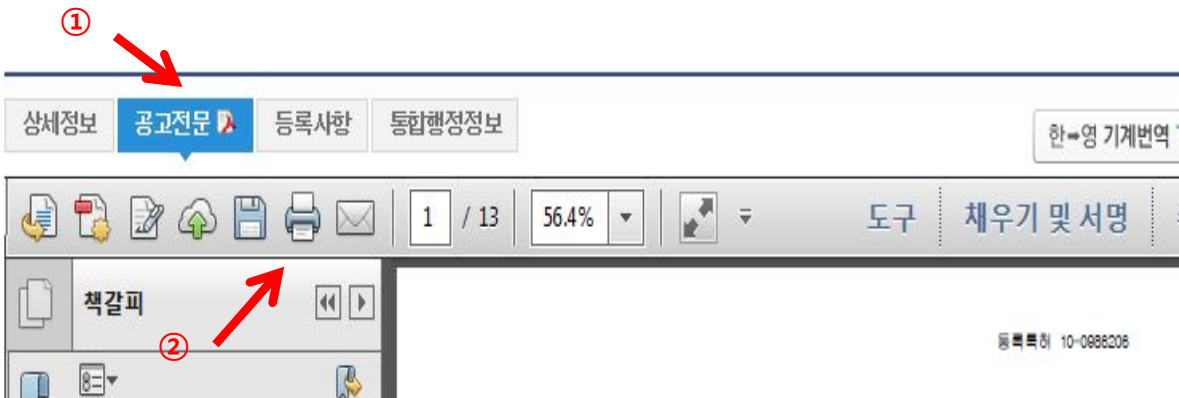 ①
상세정보 공고전문 등록사항 통합행정정보
한➡영 기계번역
1 / 13 56.4% 도구 채우기 및 서명
책갈피
②
등록특허 10-0986206